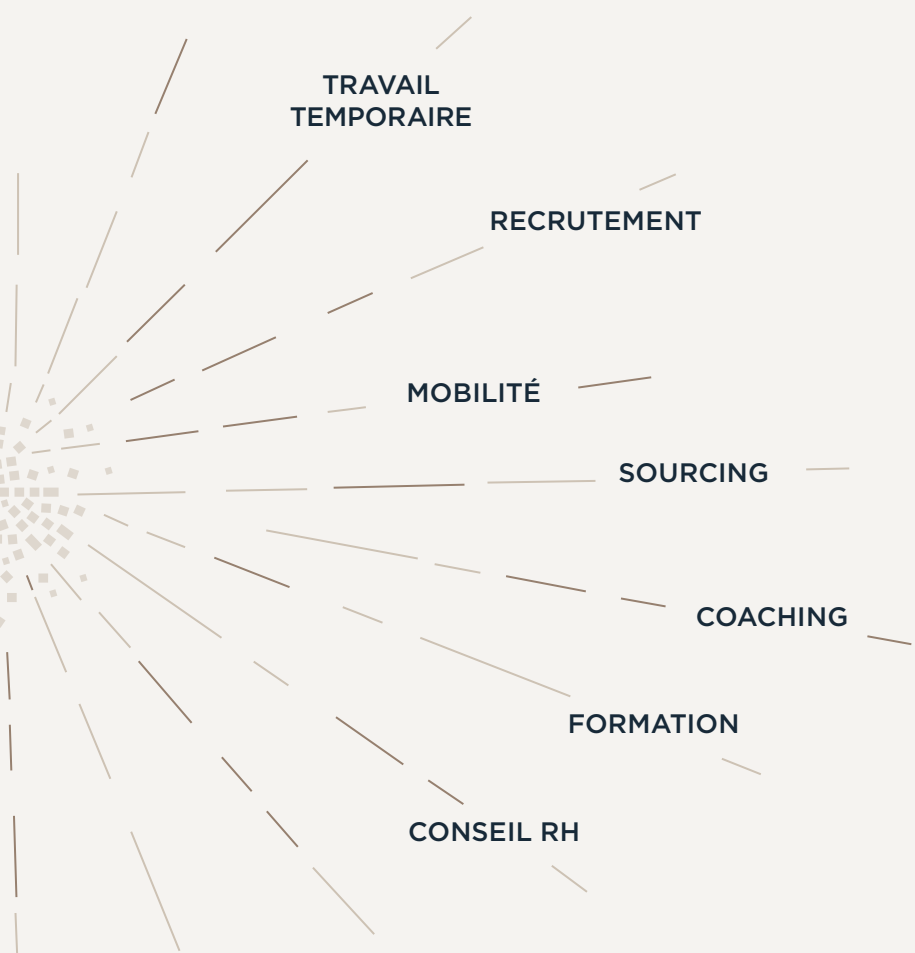 TRAVAIL
TEMPORAIRE
RECRUTEMENT
MOBILITÉ
SOURCING
COACHING
FORMATION
CONSEIL RH